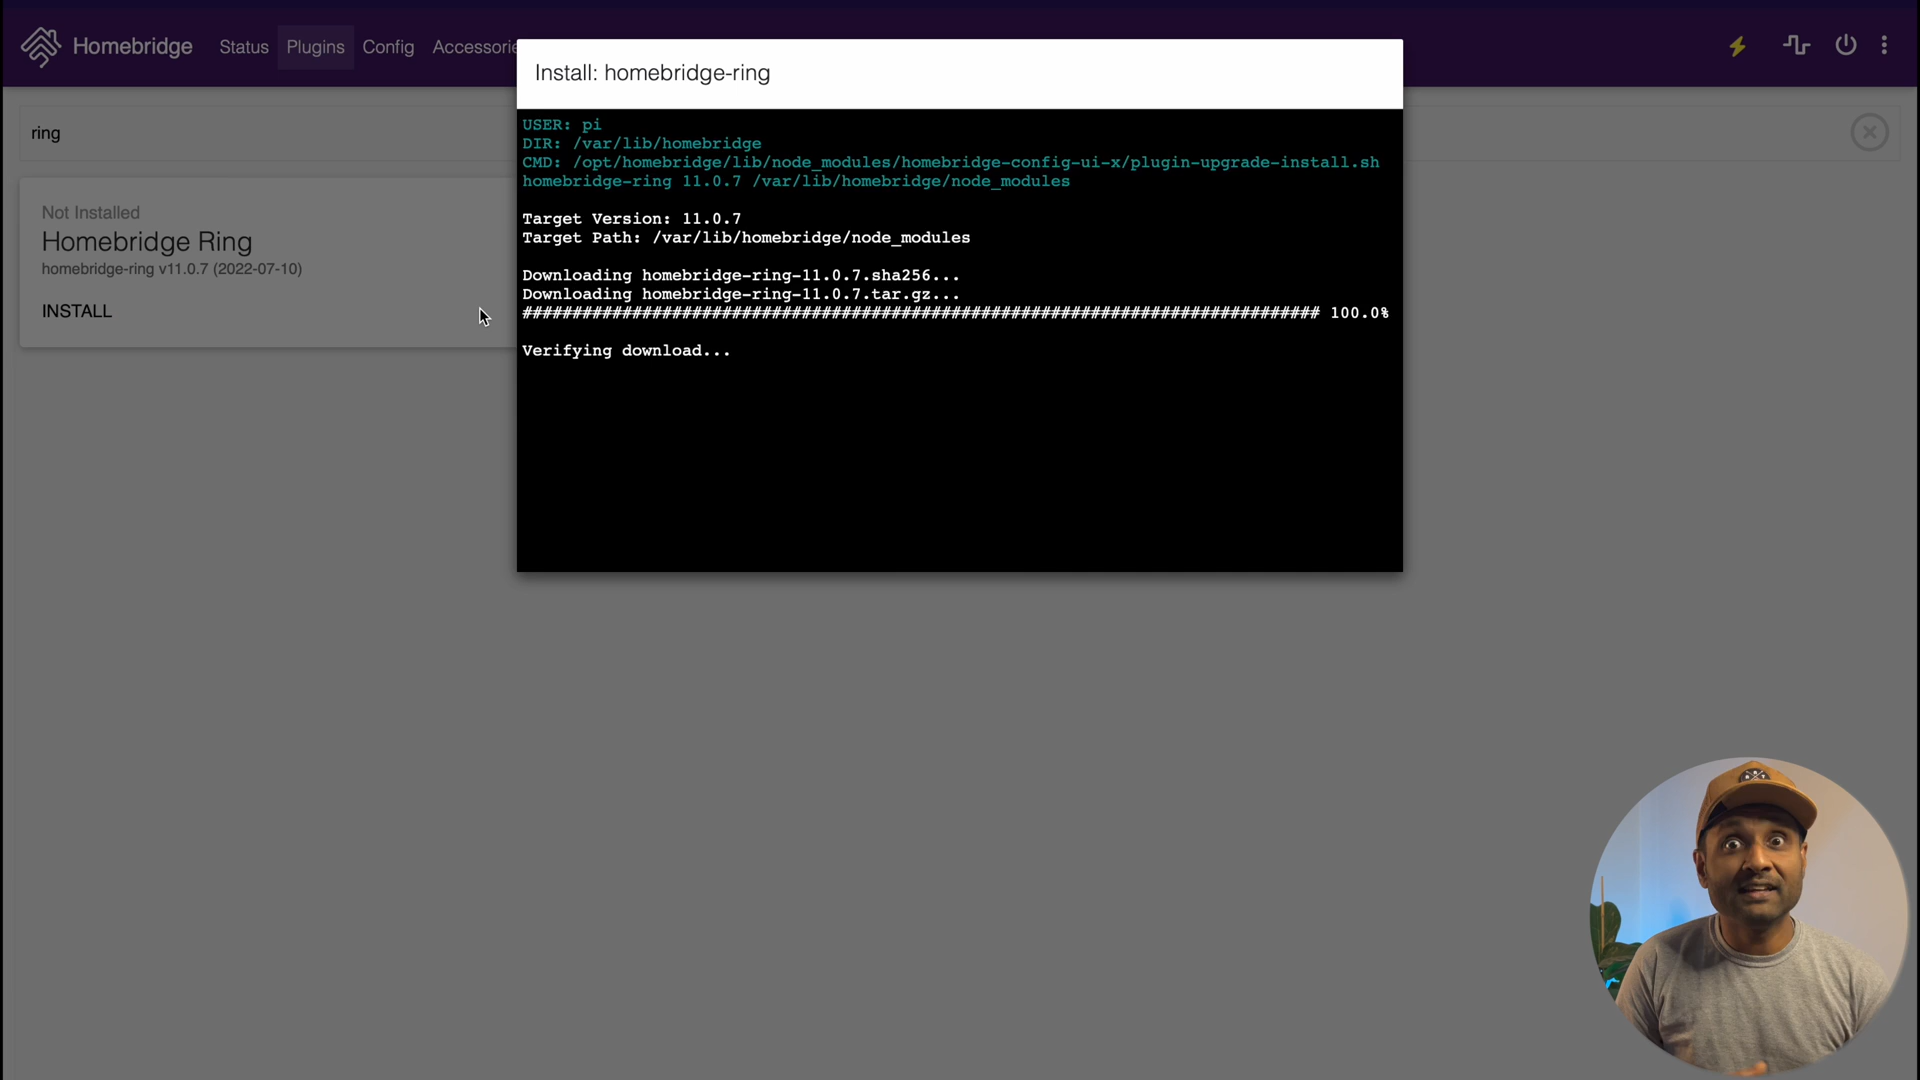 Homebridge
Status
Plugins
Config
Accessorie
Install: homebridge-ring
ring
USER: pi
DIR: /var/lib/homebridge
CMD: /opt/homebridge/lib/node_modules/homebridge-config-ui-x/plugin-upgrade-install.sh
homebridge-ring 11.0.7 /var/lib/homebridge/node_modules
Target Version: 11.0.7
Target Path: /var/lib/homebridge/node_modules
Downloading homebridge-ring-11.0.7.sha256...
Downloading homebridge-ring-11.0.7.tar.gz...
################################################################################ 100.0%
Verifying download...
Not Installed
Homebridge Ring
homebridge-ring v11.0.7 (2022-07-10)
INSTALL